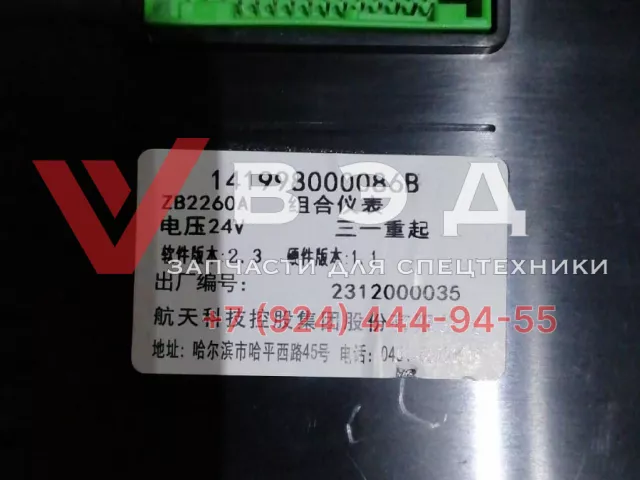 141993000086B
ZB2260A 组合仪表
电压24V 三一重起
软件版本:2.3 硬件版本:1.1
出厂编号: 2312000035
航天科技控股集团股份
地址: 哈尔滨市哈平西路45号 电话:
ВЭД
ЗАПЧАСТИ ДЛЯ СПЕЦТЕХНИКИ
+7 (924) 444-94-55